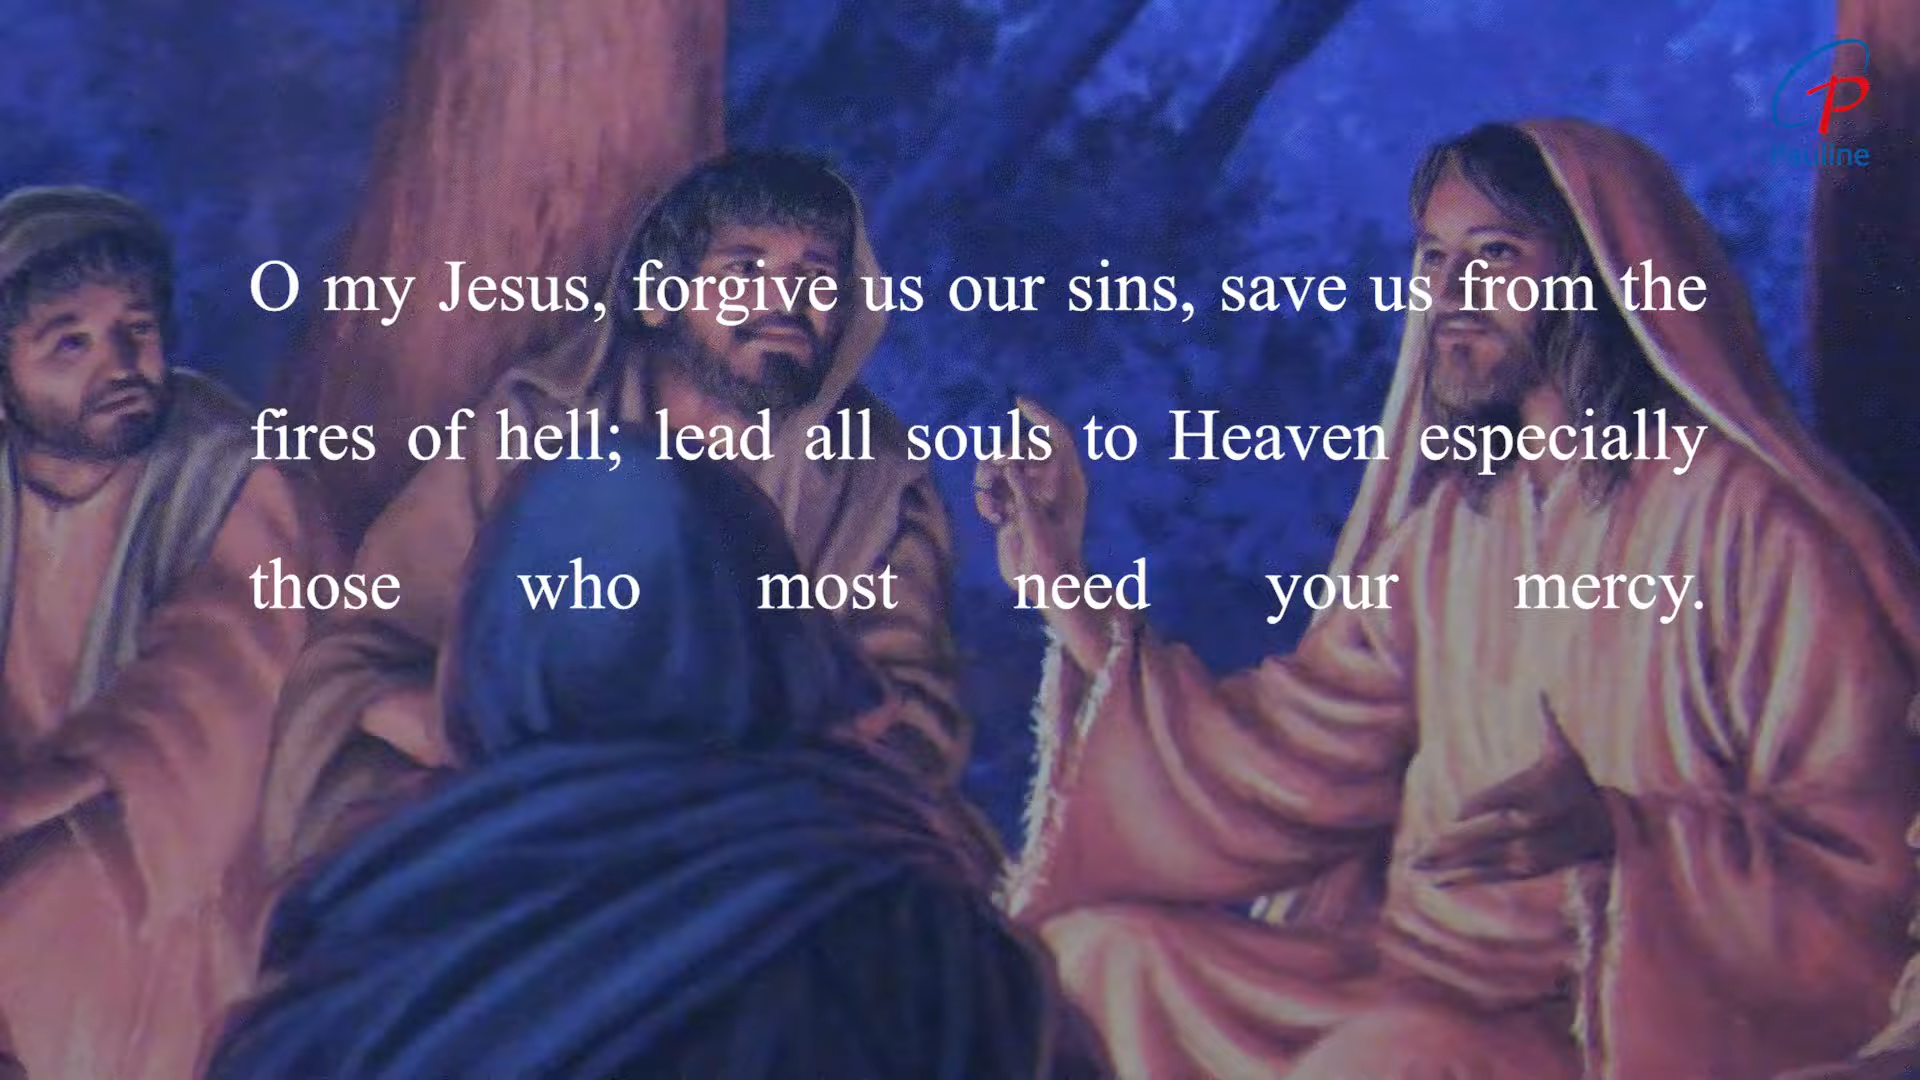 Pauline
O my Jesus, forgive us our sins, save us from the
fires of hell; lead all souls to Heaven especially
those who most need your mercy.